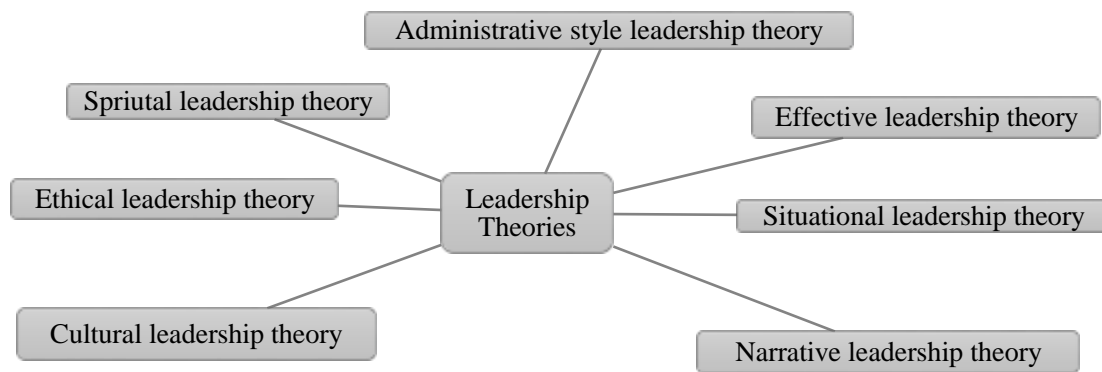 Administrative style leadership theory
Spriutal leadership theory
Effective leadership theory
Ethical leadership theory
Leadership
Theories
Situational leadership theory
Cultural leadership theory
Narrative leadership theory